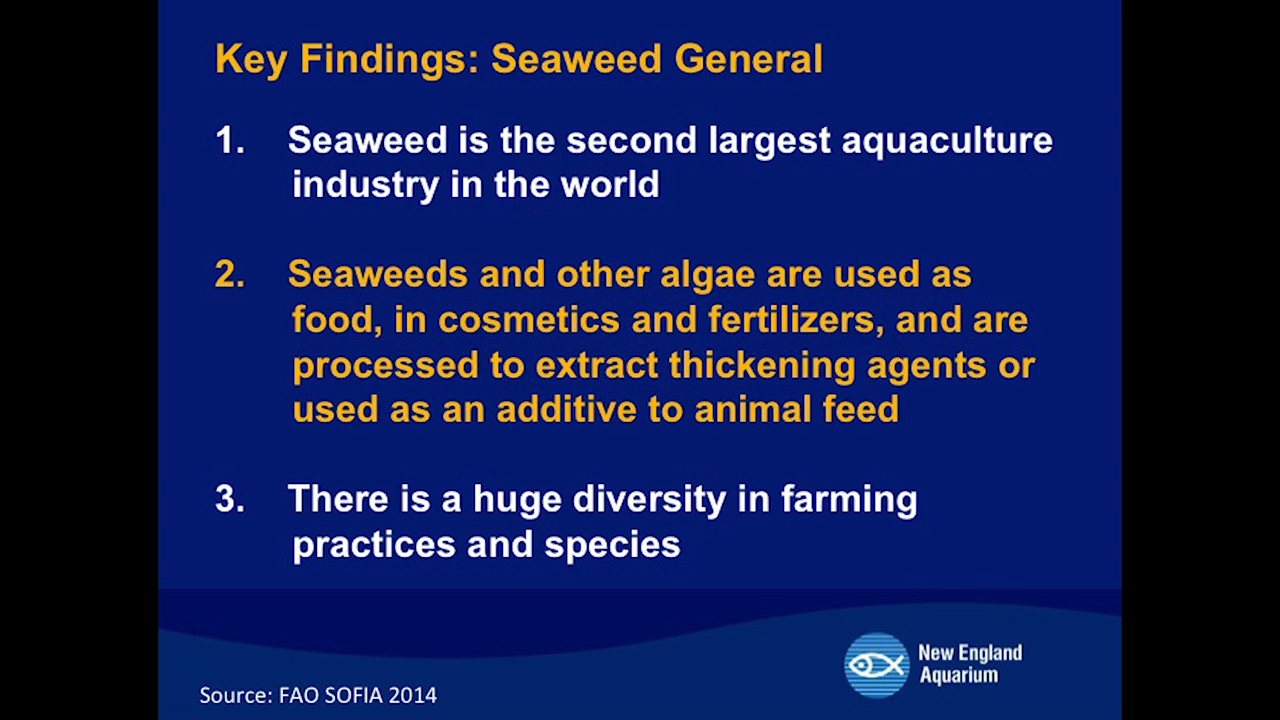 Key Findings: Seaweed General
1. Seaweed is the second largest aquaculture
industry in the world
2. Seaweeds and other algae are used as
food, in cosmetics and fertilizers, and are
processed to extract thickening agents or
used as an additive to animal feed
3. There is a huge diversity in farming
practices and species
New England
Aquarium
Source: FAO SOFIA 2014